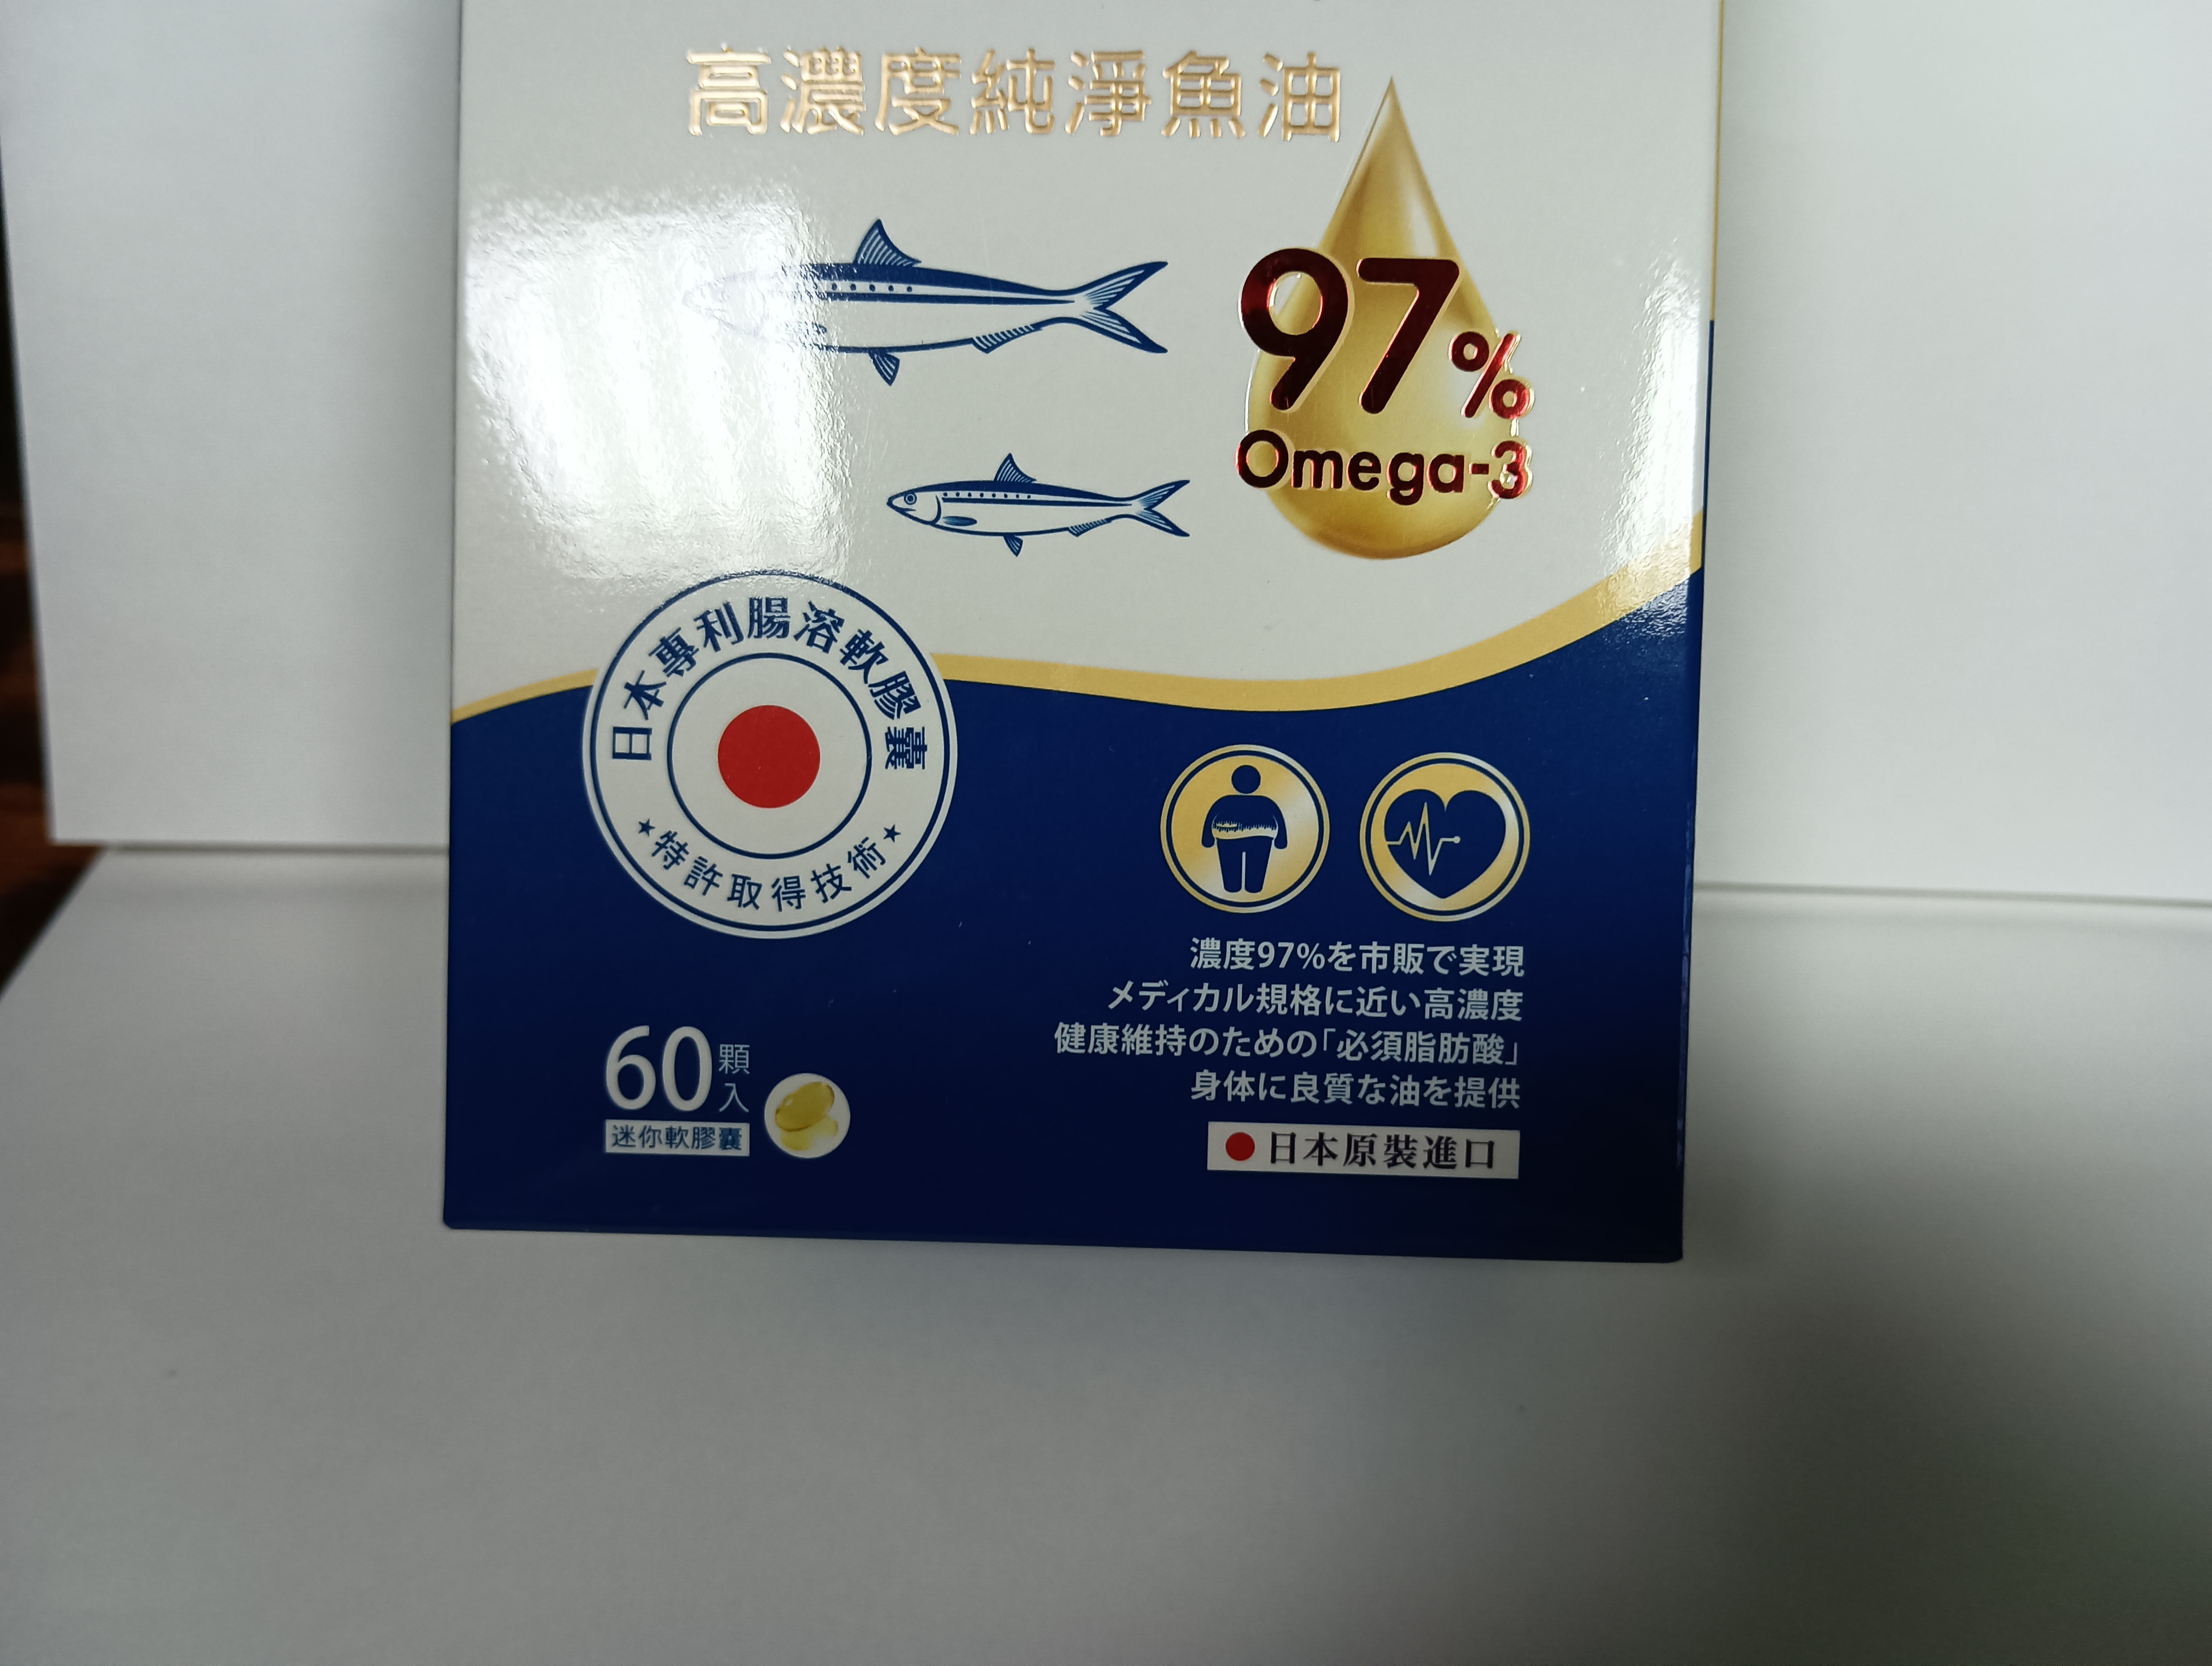 高濃度純淨魚油
97%
Omega-3
日本專利腸溶軟膠囊
★特許取得技術★
濃度97%を市販で実現
メディカル規格に近い高濃度
健康維持のための「必須脂肪酸」
身体に良質な油を提供
60顆入
迷你軟膠囊
日本原裝進口